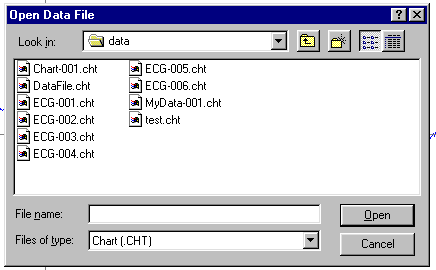 Open Data File
Look in: data
Chart-001.cht
DataFile.cht
ECG-001.cht
ECG-002.cht
ECG-003.cht
ECG-004.cht
ECG-005.cht
ECG-006.cht
MyData-001.cht
test.cht
File name: Open
Files of type: Chart (.CHT) Cancel